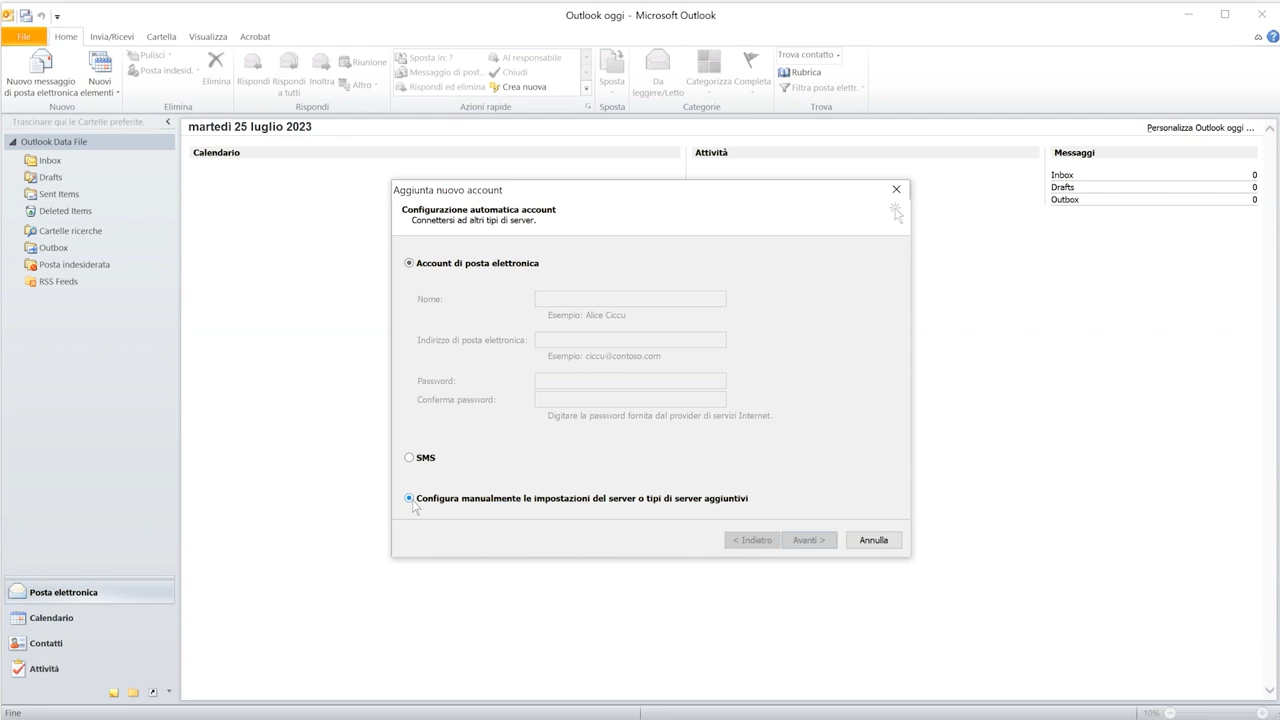 Outlook oggi - Microsoft Outlook
File Home Invia/Ricevi Cartella Visualizza Acrobat
Nuovo messaggio di posta elettronica
Nuovi elementi
Nuovo
Pulisci
Posta indesid.
Elimina
Elimina
Rispondi
Rispondi a tutti
Inoltra
Riunione
Altro
Rispondi
Sposta in: ?
Messaggio di post...
Rispondi ed elimina
Al responsabile
Chiudi
Crea nuova
Azioni rapide
Sposta
Sposta
Da leggere/Letto
Categorizza
Completa
Categorie
Trova contatto
Rubrica
Filtra posta elettr.
Trova
Trascinare qui le Cartelle preferite.
Outlook Data File
Inbox
Drafts
Sent Items
Deleted Items
Cartelle ricerche
Outbox
Posta indesiderata
RSS Feeds
Posta elettronica
Calendario
Contatti
Attività
martedì 25 luglio 2023
Personalizza Outlook oggi ...
Calendario
Attività
Messaggi
Inbox 0
Drafts 0
Outbox 0
Aggiunta nuovo account
Configurazione automatica account
Connettersi ad altri tipi di server.
Account di posta elettronica
Nome:
Esempio: Alice Ciccu
Indirizzo di posta elettronica:
Esempio: ciccu@contoso.com
Password:
Conferma password:
Digitare la password fornita dal provider di servizi Internet.
SMS
Configura manualmente le impostazioni del server o tipi di server aggiuntivi
< Indietro Avanti > Annulla
Fine
10%